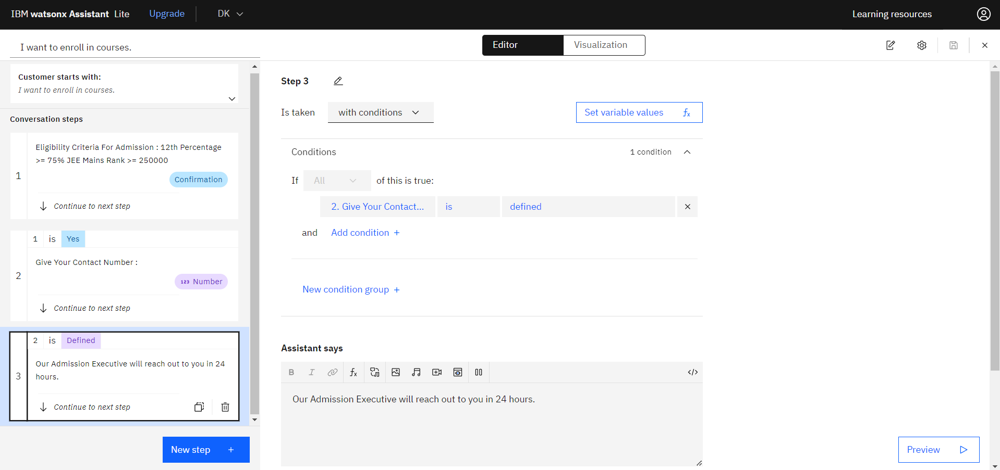 IBM watsonx Assistant Lite
Upgrade
DK
Learning resources
I want to enroll in courses.
Editor
Visualization
Customer starts with:
I want to enroll in courses.
Conversation steps
1
Eligibility Criteria For Admission : 12th Percentage
>= 75% JEE Mains Rank >= 250000
Confirmation
Continue to next step
2
1 is Yes
Give Your Contact Number :
123 Number
Continue to next step
3
2 is Defined
Our Admission Executive will reach out to you in 24
hours.
Continue to next step
New step +
Step 3
Is taken with conditions
Set variable values fx
Conditions
1 condition
If All of this is true:
2. Give Your Contact... is defined
and Add condition +
New condition group +
Assistant says
B I fx </>
Our Admission Executive will reach out to you in 24 hours.
Preview